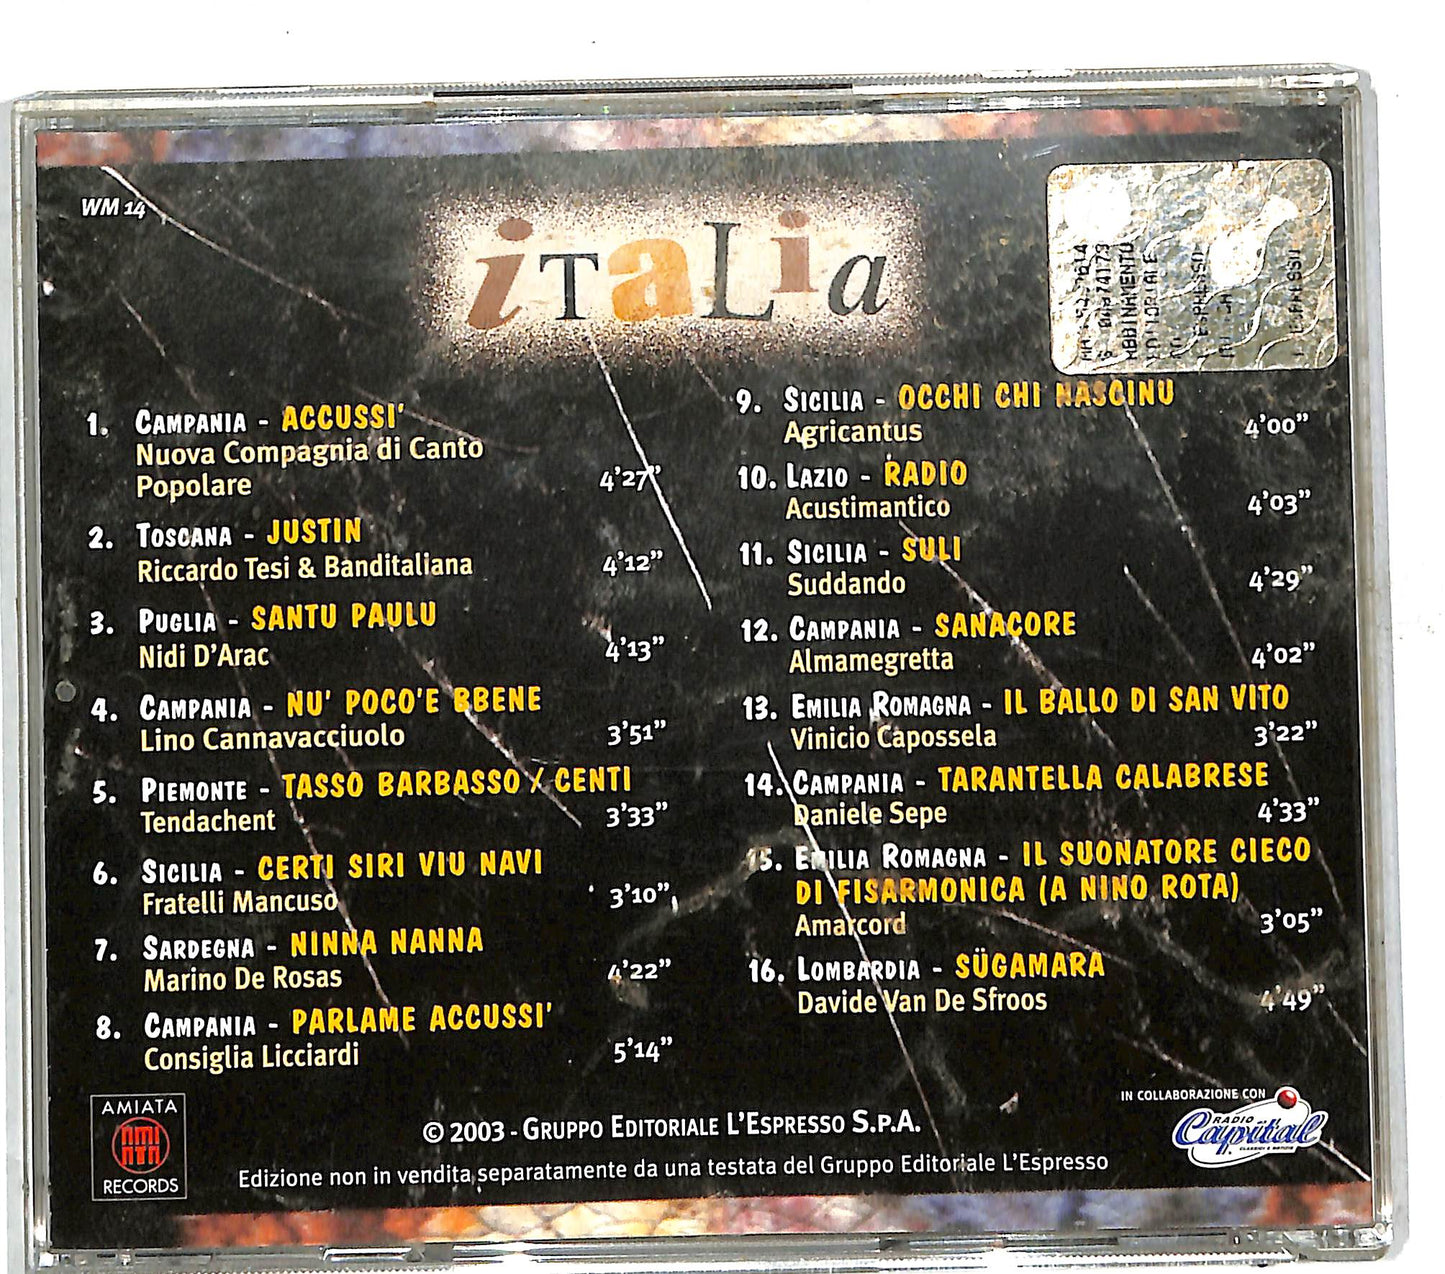 WM 14
iTaLia
1. CAMPANIA - ACCUSSI'
Nuova Compagnia di Canto
Popolare 4'27"
2. TOSCANA - JUSTIN
Riccardo Tesi & Banditaliana 4'12"
3. PUGLIA - SANTU PAULU
Nidi D'Arac 4'13"
4. CAMPANIA - NU' POCO'E BBENE
Lino Cannavacciuolo 3'51"
5. PIEMONTE - TASSO BARBASSO / CENTI
Tendachent 3'33"
6. SICILIA - CERTI SIRI VIU NAVI
Fratelli Mancuso 3'10"
7. SARDEGNA - NINNA NANNA
Marino De Rosas 4'22"
8. CAMPANIA - PARLAME ACCUSSI'
Consiglia Licciardi 5'14"
9. SICILIA - OCCHI CHI NASCINU
Agricantus 4'00"
10. LAZIO - RADIO
Acustimantico 4'03"
11. SICILIA - SULI
Suddando 4'29"
12. CAMPANIA - SANACORE
Almamegretta 4'02"
13. EMILIA ROMAGNA - IL BALLO DI SAN VITO
Vinicio Capossela 3'22"
14. CAMPANIA - TARANTELLA CALABRESE
Daniele Sepe 4'33"
15. EMILIA ROMAGNA - IL SUONATORE CIECO
DI FISARMONICA (A NINO ROTA)
Amarcord 3'05"
16. LOMBARDIA - SÜGAMARA
Davide Van De Sfroos 4'49"
AMIATA
RECORDS
© 2003 - GRUPPO EDITORIALE L'ESPRESSO S.P.A.
Edizione non in vendita separatamente da una testata del Gruppo Editoriale L'Espresso
IN COLLABORAZIONE CON
RADIO
Capital
CLASSICI E NOTIZIE
ABBINAMENTO
EDITORIALE